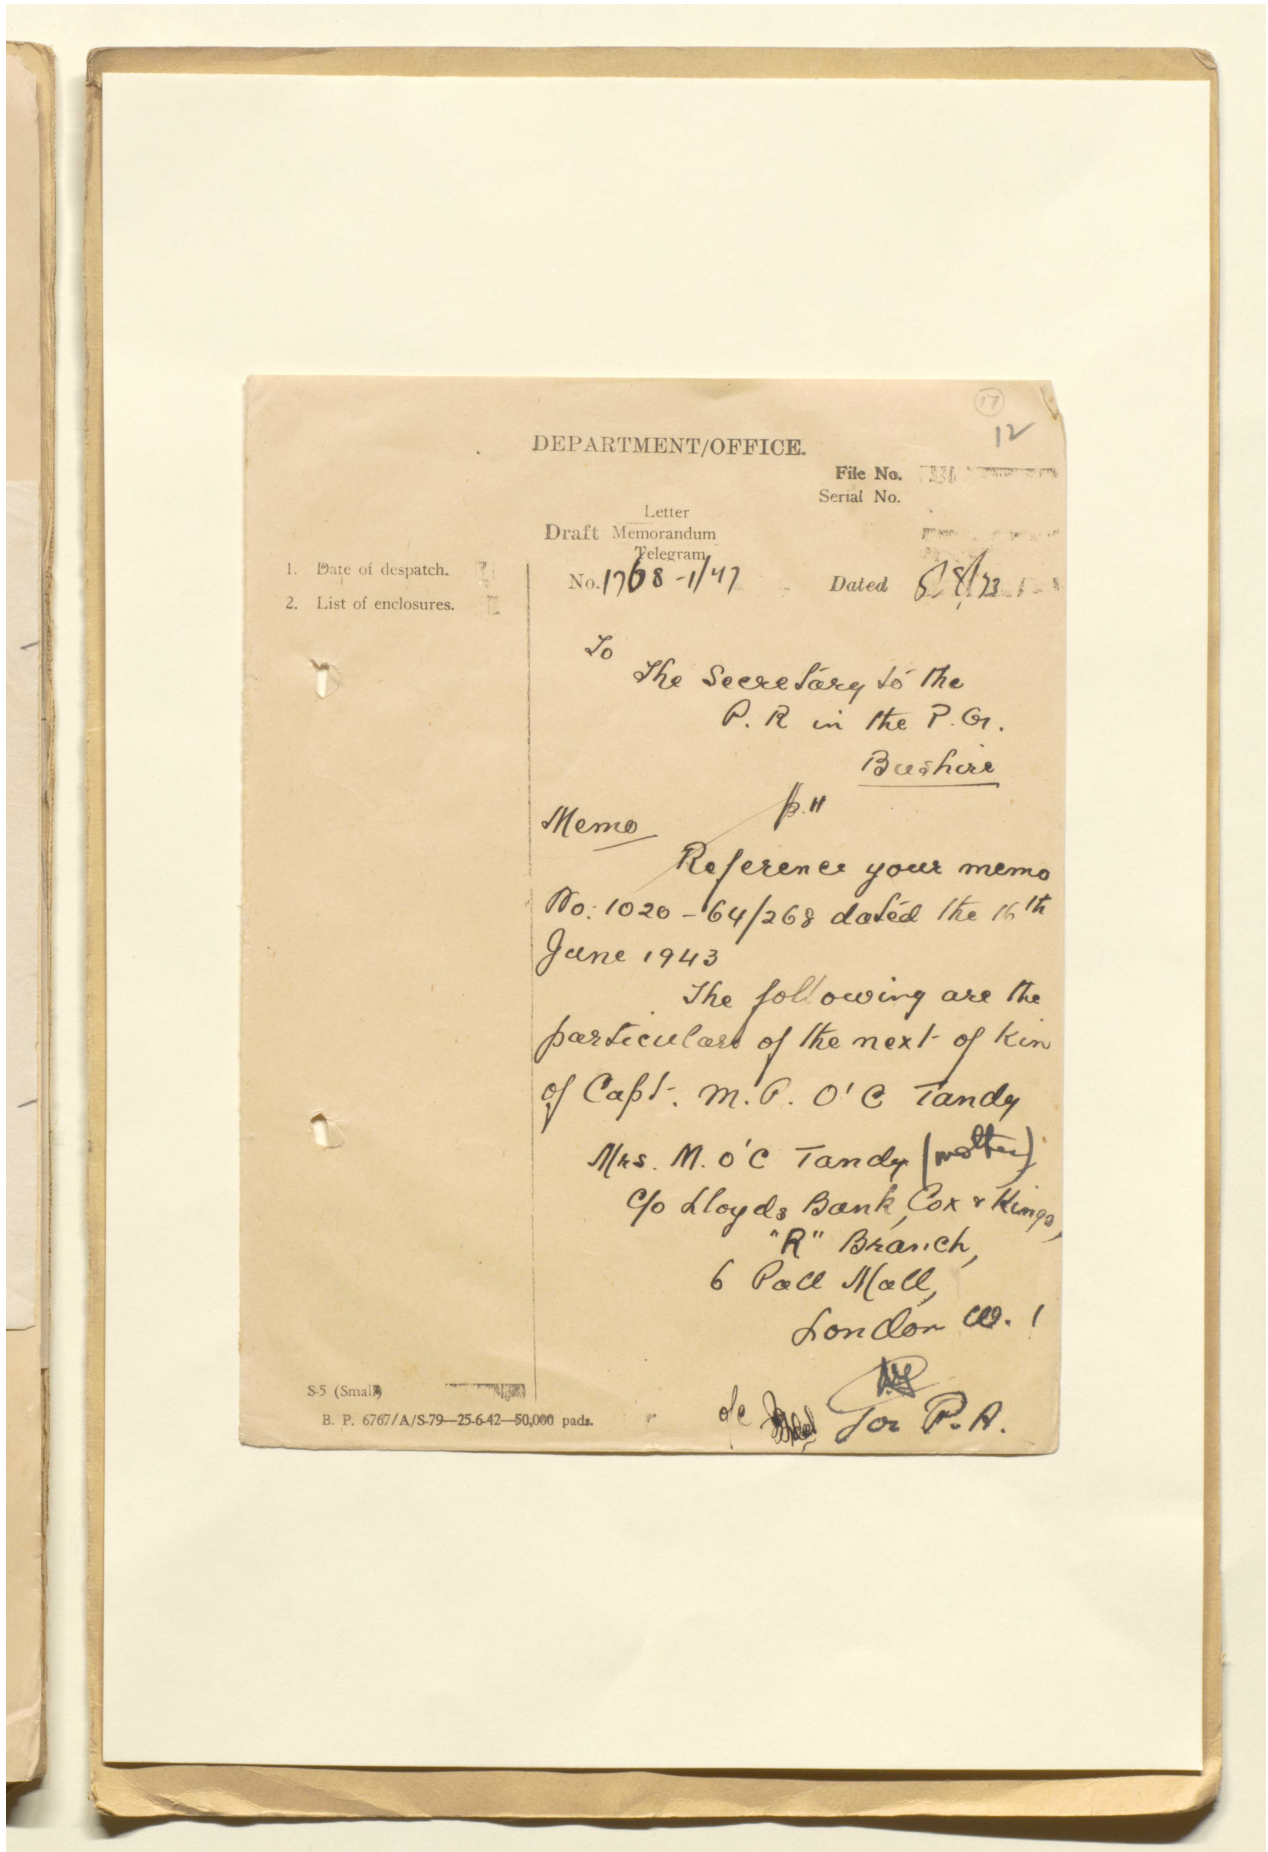 17
12
DEPARTMENT/OFFICE.
File No.
Serial No.
Letter
Draft Memorandum
Telegram
1. Date of despatch.
No. 1768-1/47 Dated 8/8/43
2. List of enclosures.
To
The Secretary to the
P. R in the P. G.
Bushire
p. 11
Memo
Reference your memo
No: 1020-64/268 dated the 16th
June 1943
The following are the
particulars of the next of kin
of Capt. M. P. O'C Tandy
Mrs. M. O'C Tandy (mother)
c/o Lloyds Bank, Cox & Kings,
"R" Branch,
6 Pall Mall,
London W. 1
S-5 (Small)
B. P. 6767/A/S-79—25-6-42—50,000 pads.
o/c for P. A.